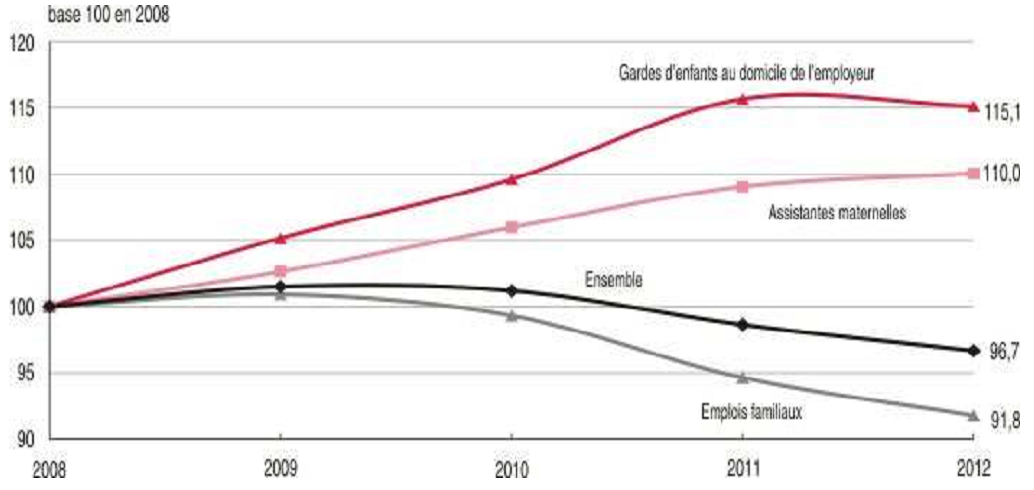 base 100 en 2008
120
Gardes d'enfants au domicile de l'employeur
115
115,1
110
110,0
Assistantes maternelles
105
Ensemble
100
96,7
95
Emplois familiaux
91,8
90
2008 2009 2010 2011 2012